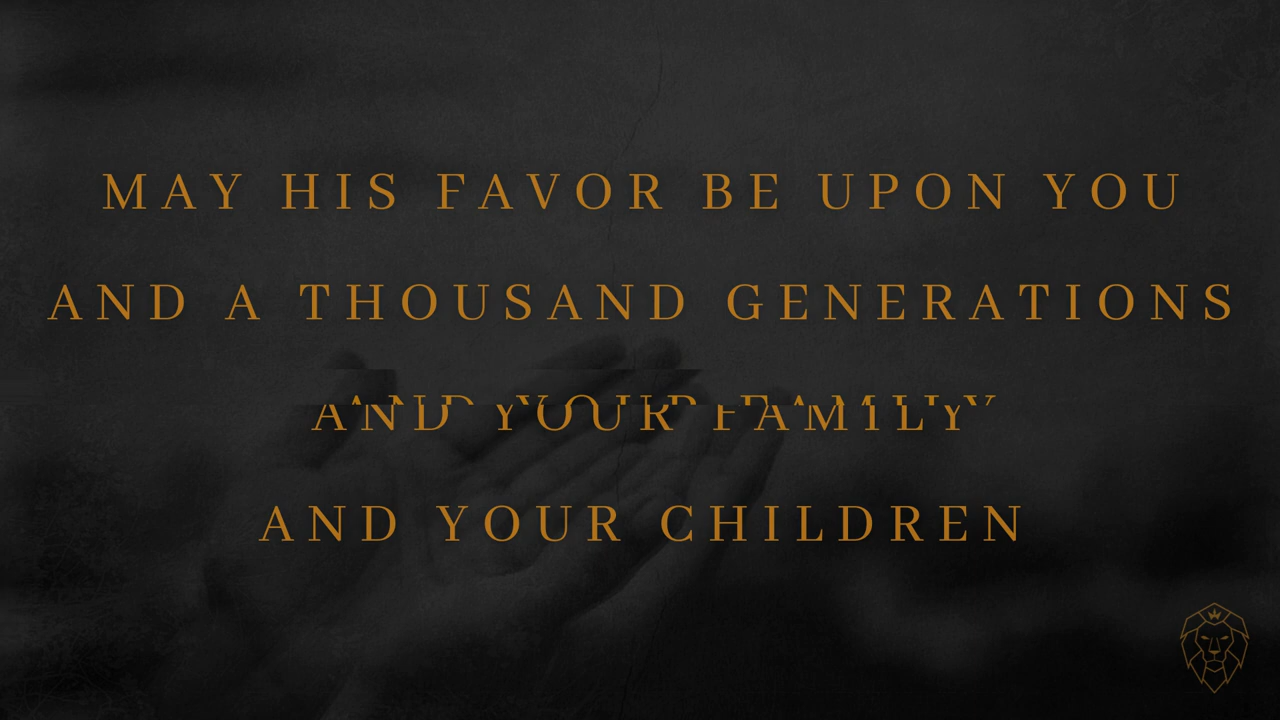 MAY HIS FAVOR BE UPON YOU
AND A THOUSAND GENERATIONS
AND YOUR FAMILY
AND YOUR CHILDREN